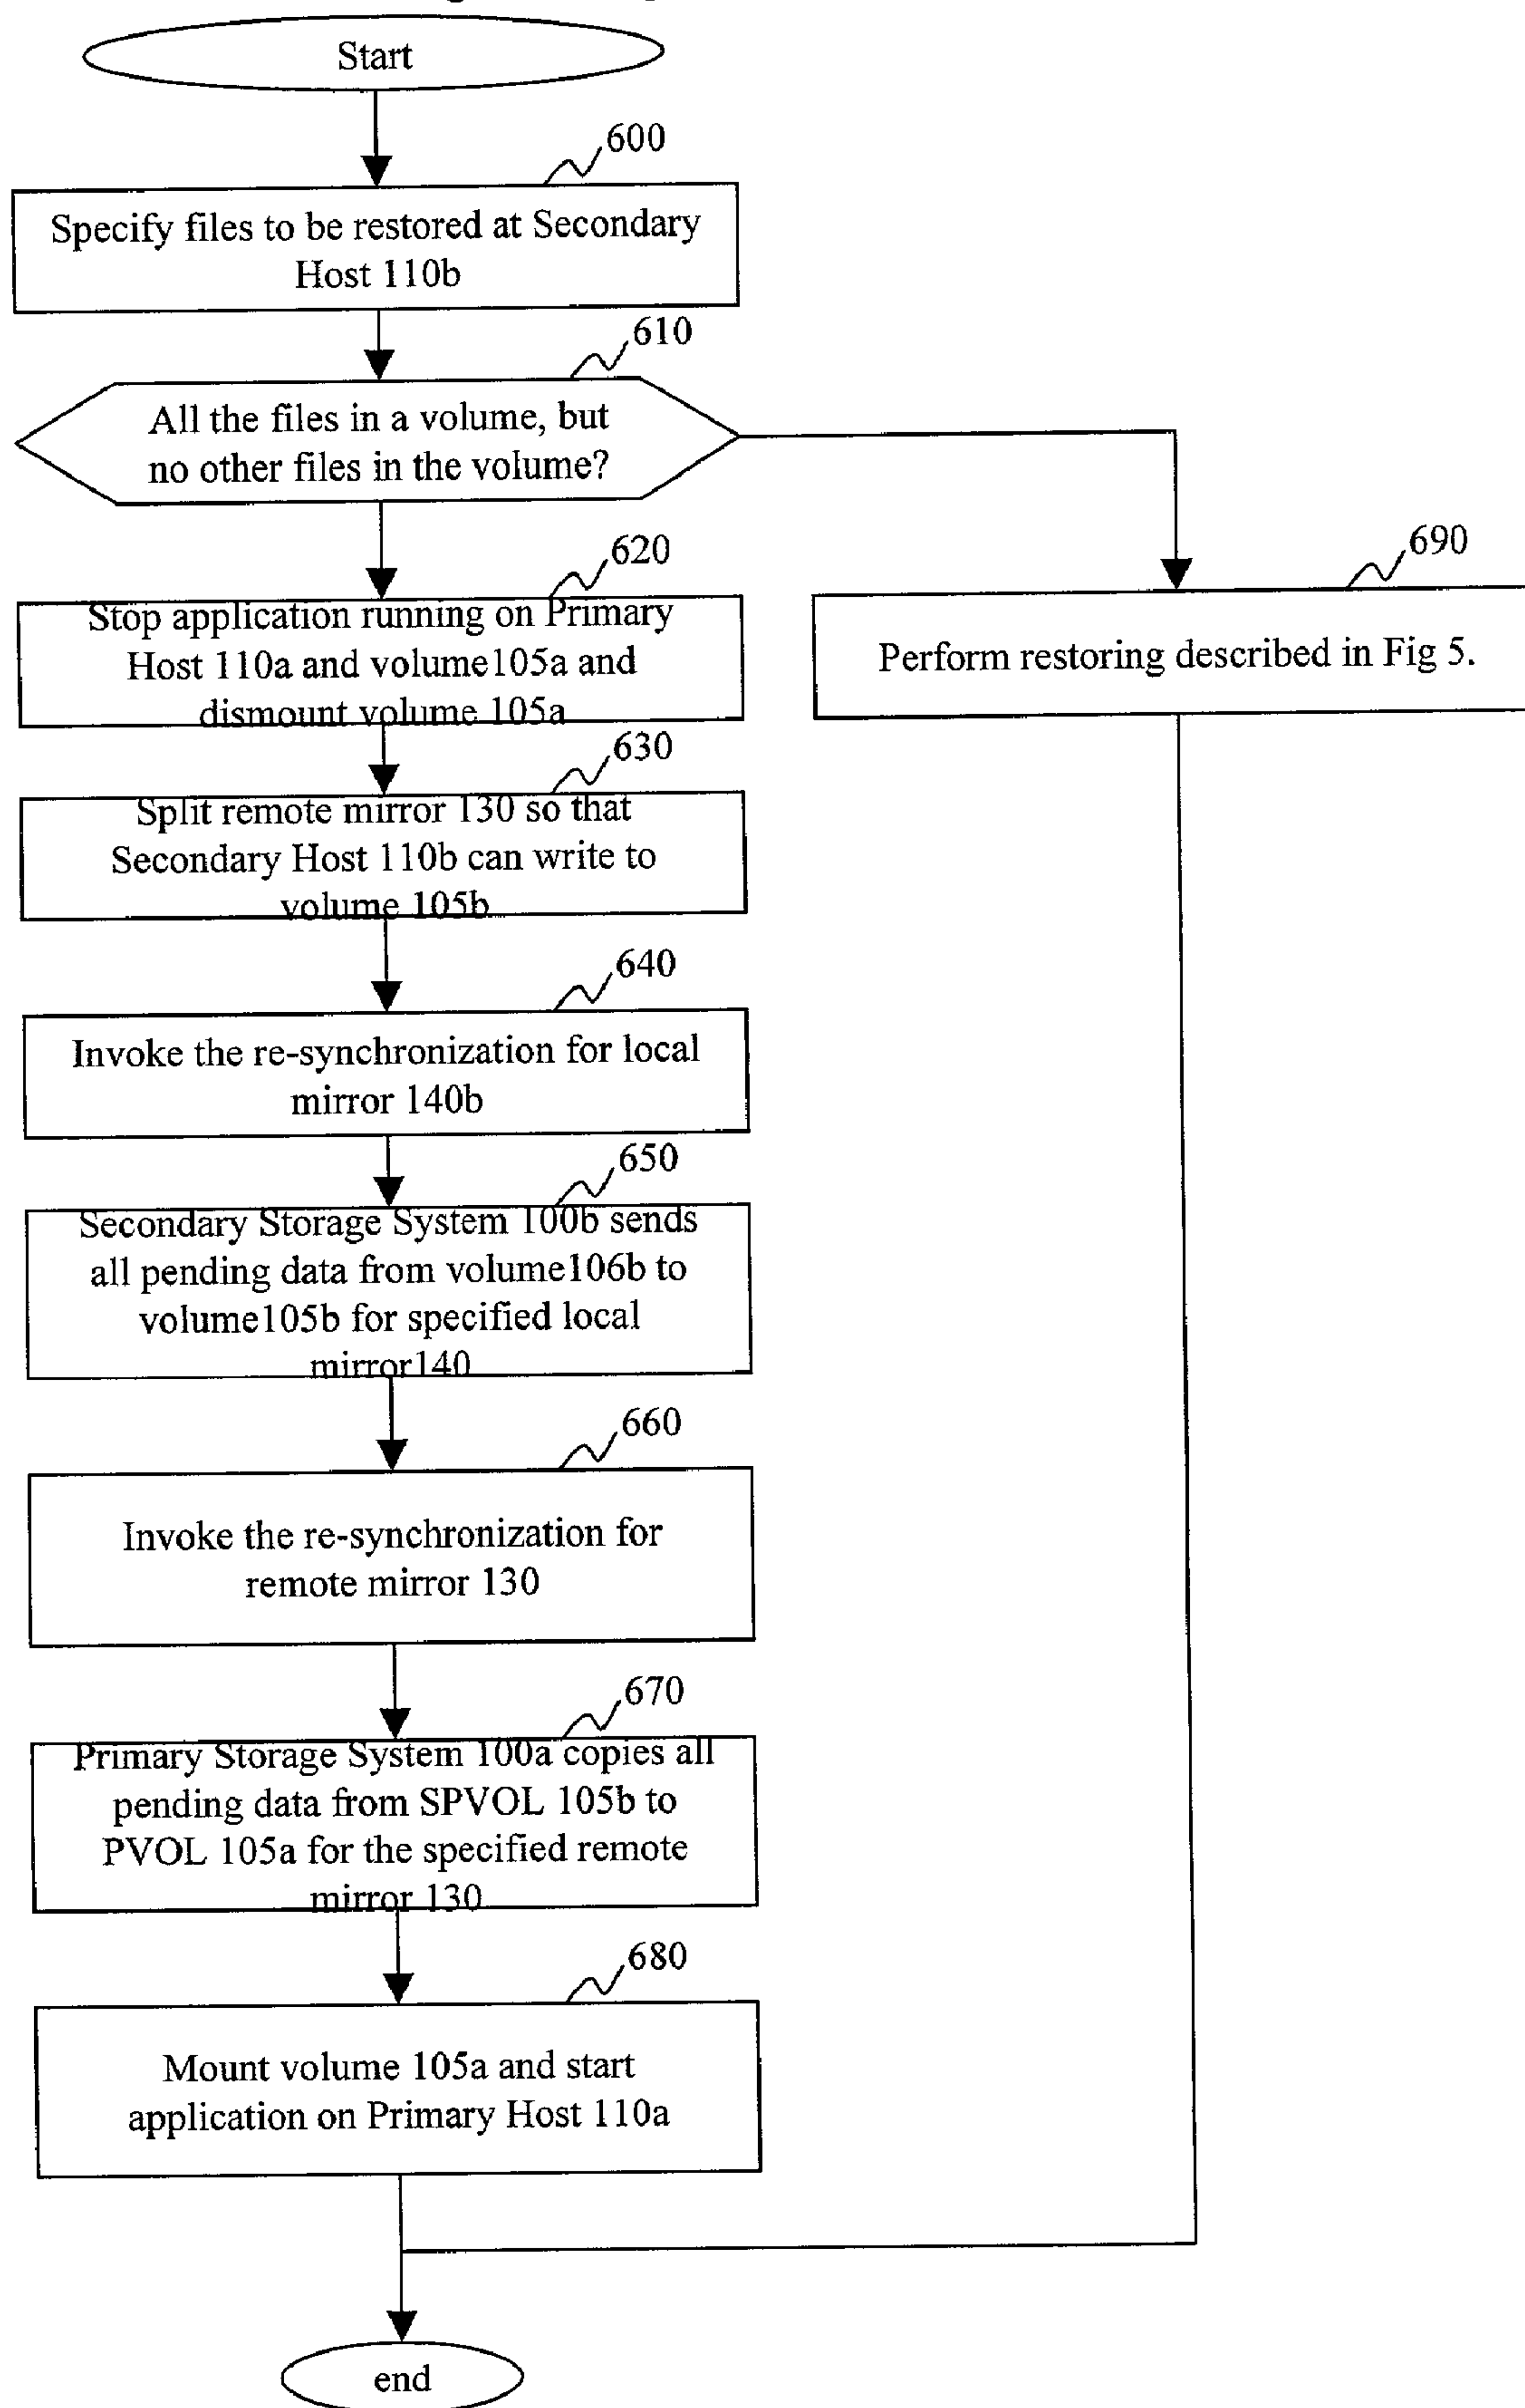 Start
600
Specify files to be restored at Secondary
Host 110b
610
All the files in a volume, but
no other files in the volume?
620
Stop application running on Primary
Host 110a and volume105a and
dismount volume 105a
690
Perform restoring described in Fig 5.
630
Split remote mirror 130 so that
Secondary Host 110b can write to
volume 105b
640
Invoke the re-synchronization for local
mirror 140b
650
Secondary Storage System 100b sends
all pending data from volume106b to
volume105b for specified local
mirror140
660
Invoke the re-synchronization for
remote mirror 130
670
Primary Storage System 100a copies all
pending data from SPVOL 105b to
PVOL 105a for the specified remote
mirror 130
680
Mount volume 105a and start
application on Primary Host 110a
end